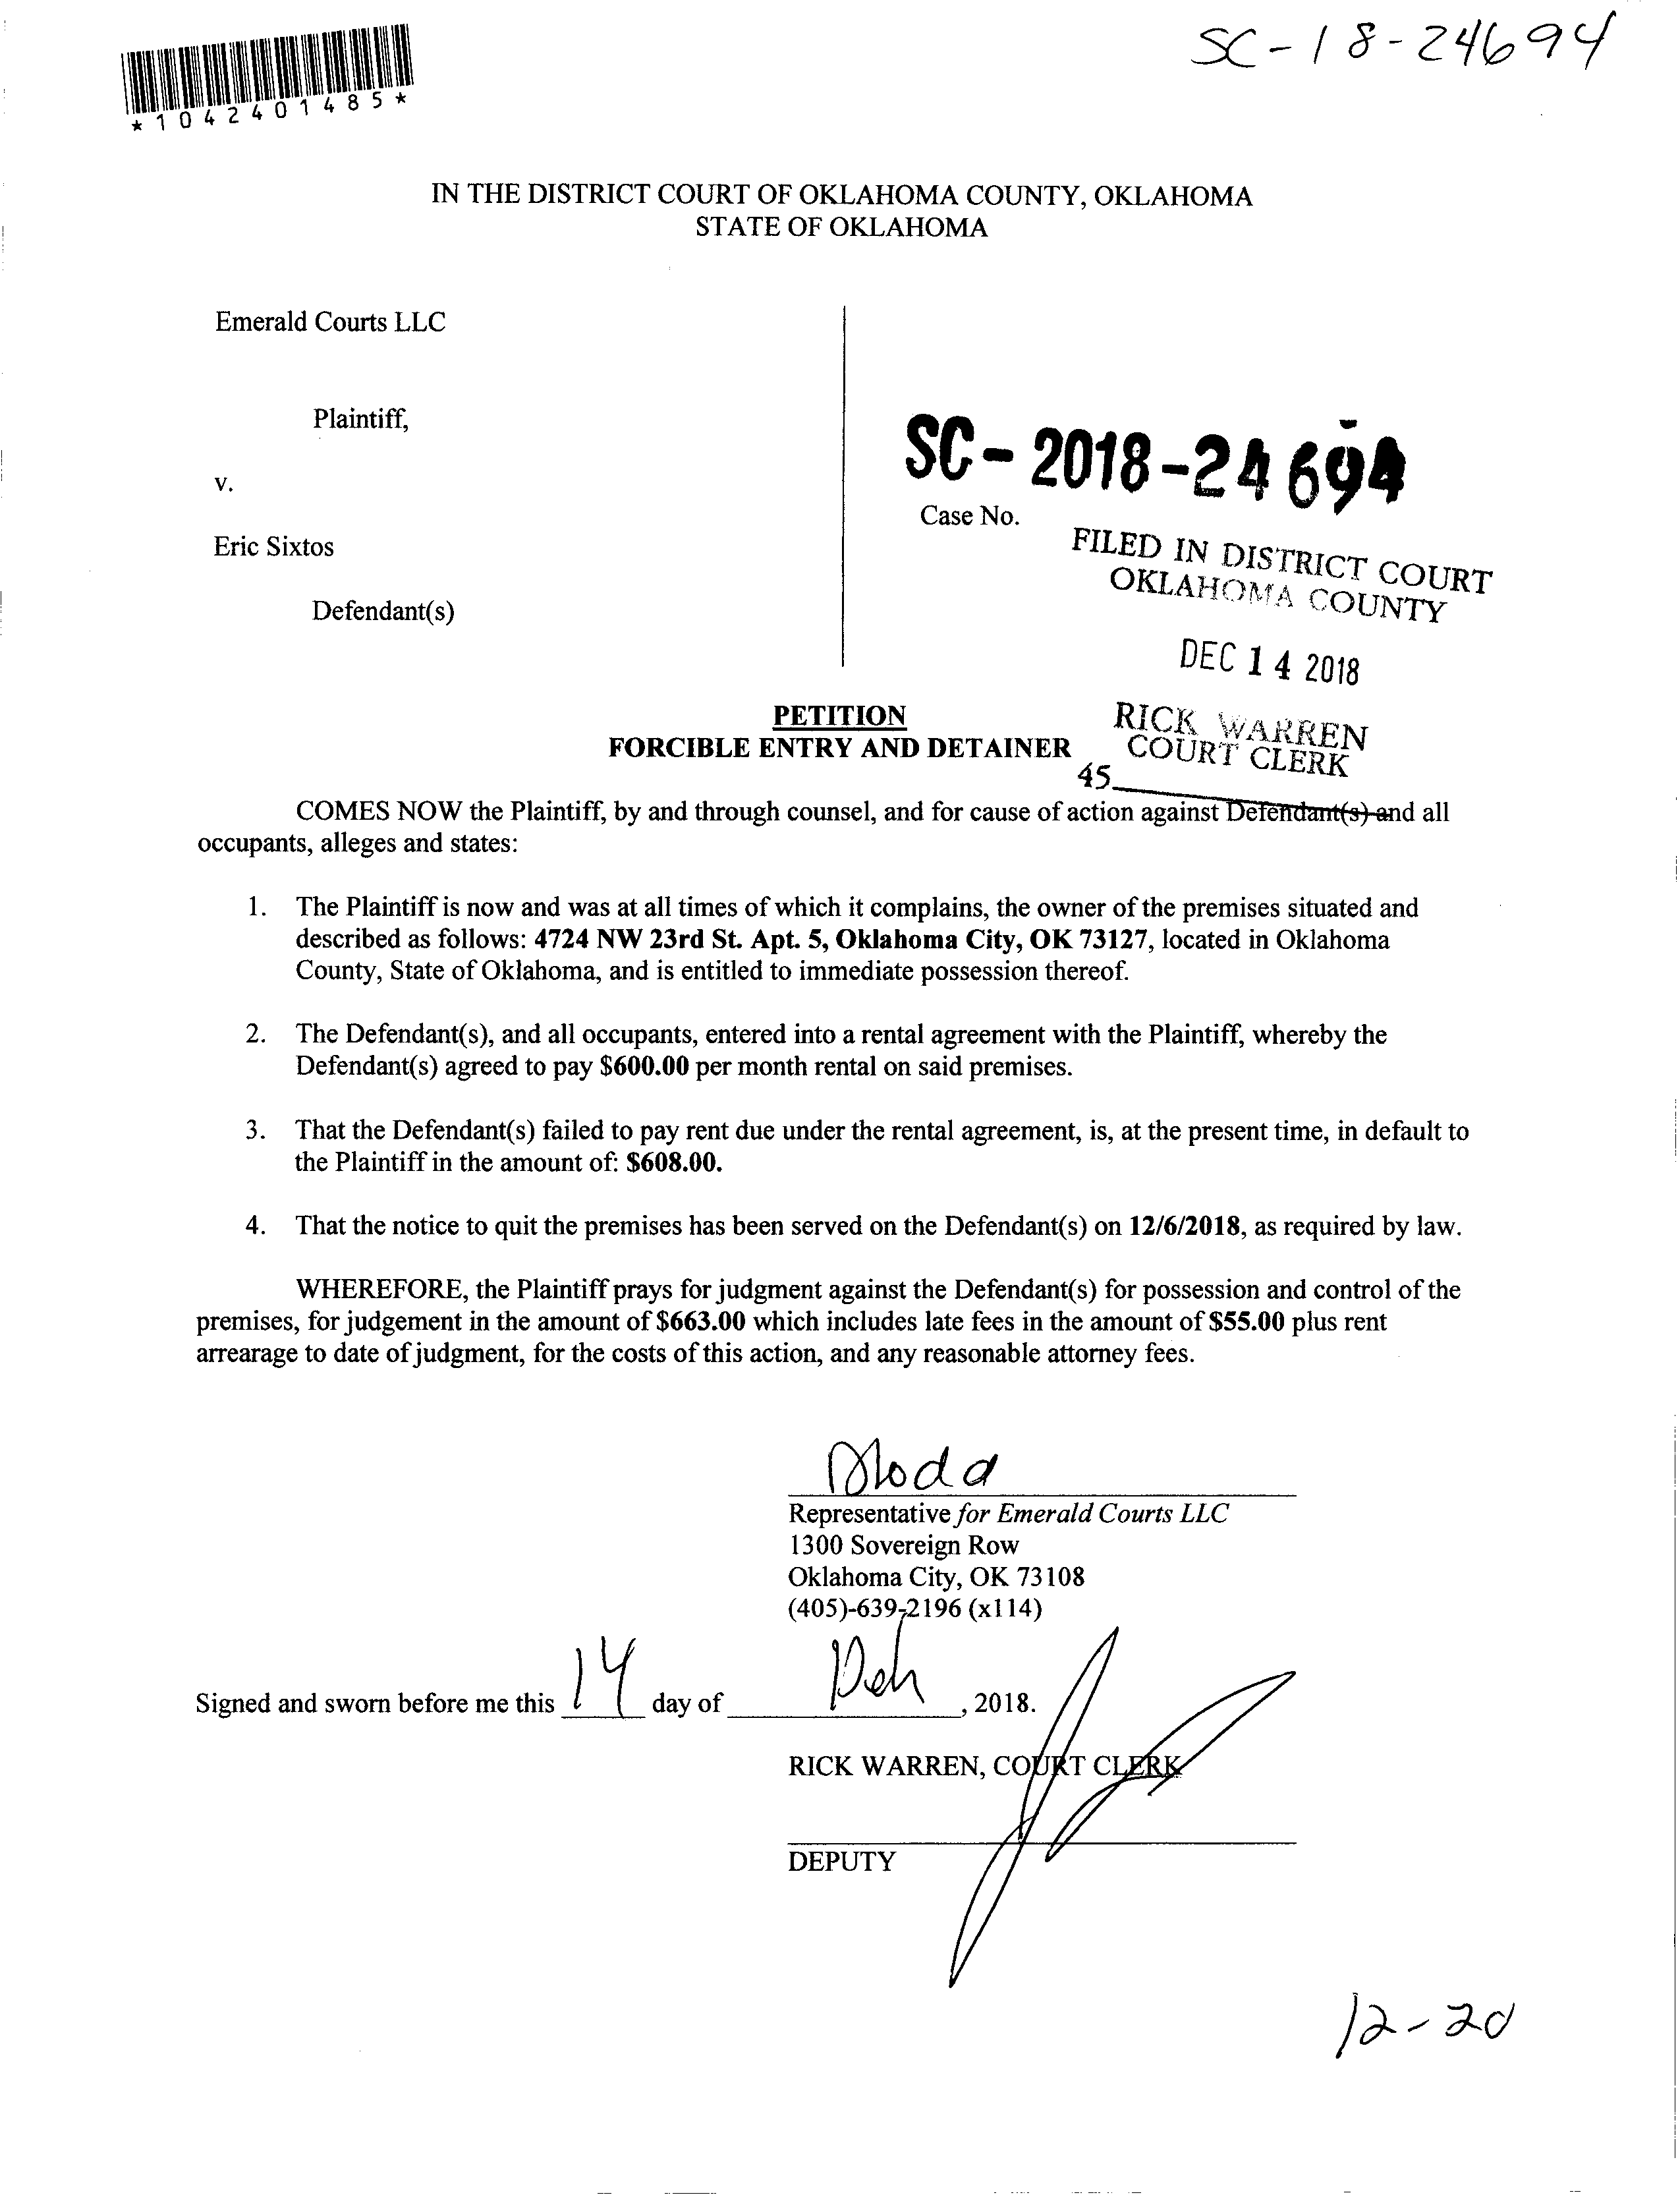 SC-18-24694
*1042401485*
IN THE DISTRICT COURT OF OKLAHOMA COUNTY, OKLAHOMA
STATE OF OKLAHOMA
Emerald Courts LLC
Plaintiff,
v.
Eric Sixtos
Defendant(s)
SC-2018-24694
Case No.
FILED IN DISTRICT COURT
OKLAHOMA COUNTY
DEC 14 2018
RICK WARREN
COURT CLERK
45
PETITION
FORCIBLE ENTRY AND DETAINER
COMES NOW the Plaintiff, by and through counsel, and for cause of action against Defendant(s) and all
occupants, alleges and states:
1. The Plaintiff is now and was at all times of which it complains, the owner of the premises situated and
described as follows: 4724 NW 23rd St. Apt. 5, Oklahoma City, OK 73127, located in Oklahoma
County, State of Oklahoma, and is entitled to immediate possession thereof.
2. The Defendant(s), and all occupants, entered into a rental agreement with the Plaintiff, whereby the
Defendant(s) agreed to pay $600.00 per month rental on said premises.
3. That the Defendant(s) failed to pay rent due under the rental agreement, is, at the present time, in default to
the Plaintiff in the amount of: $608.00.
4. That the notice to quit the premises has been served on the Defendant(s) on 12/6/2018, as required by law.
WHEREFORE, the Plaintiff prays for judgment against the Defendant(s) for possession and control of the
premises, for judgement in the amount of $663.00 which includes late fees in the amount of $55.00 plus rent
arrearage to date of judgment, for the costs of this action, and any reasonable attorney fees.
Representative for Emerald Courts LLC
1300 Sovereign Row
Oklahoma City, OK 73108
(405)-639-2196 (x114)
Signed and sworn before me this 14 day of , 2018.
RICK WARREN, COURT CLERK
DEPUTY
12-20